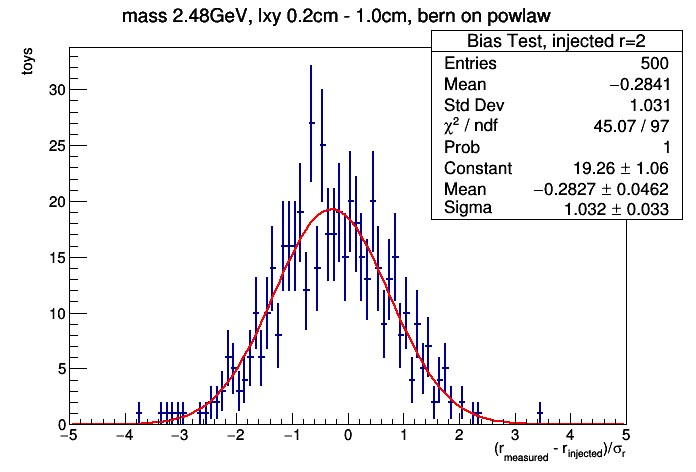 mass 2.48GeV, lxy 0.2cm - 1.0cm, bern on powlaw
Bias Test, injected r=2
Entries 500
Mean −0.2841
Std Dev 1.031
χ² / ndf 45.07 / 97
Prob 1
Constant 19.26 ± 1.06
Mean −0.2827 ± 0.0462
Sigma 1.032 ± 0.033
toys
30
25
20
15
10
5
0
−5 −4 −3 −2 −1 0 1 2 3 4 5
(r_measured - r_injected)/σ_r